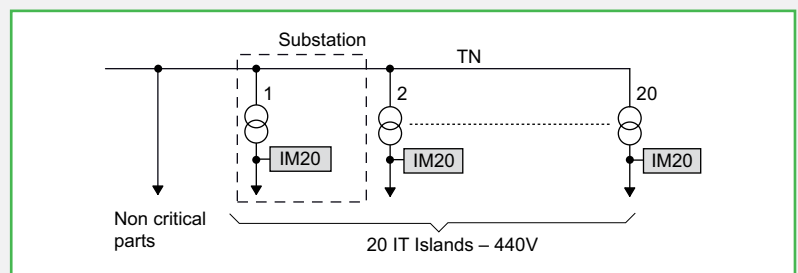 Substation
TN
1
2
20
IM20
IM20
IM20
Non critical
parts
20 IT Islands – 440V